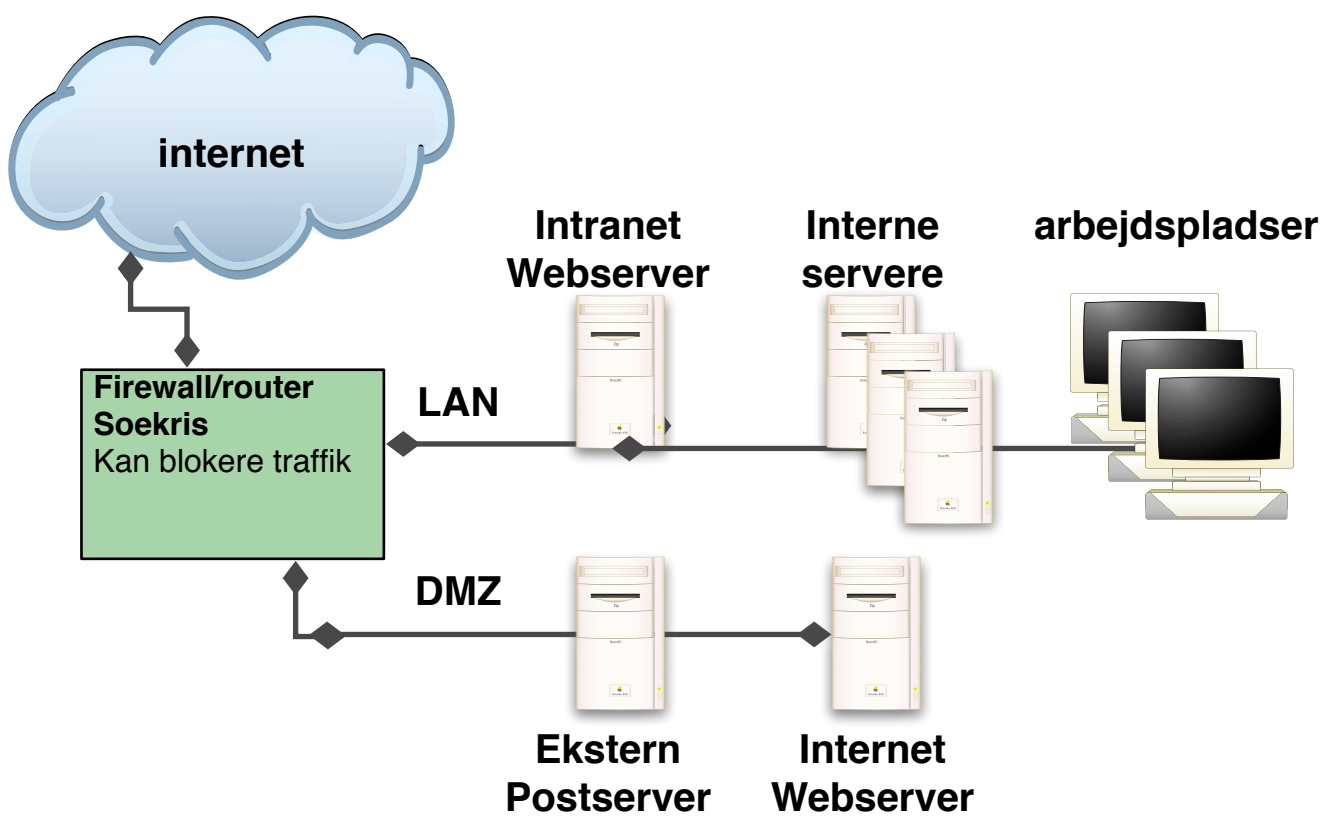 internet
Intranet
Webserver
Interne
servere
arbejdspladser
Firewall/router
Soekris
Kan blokere traffik
LAN
DMZ
Ekstern
Postserver
Internet
Webserver